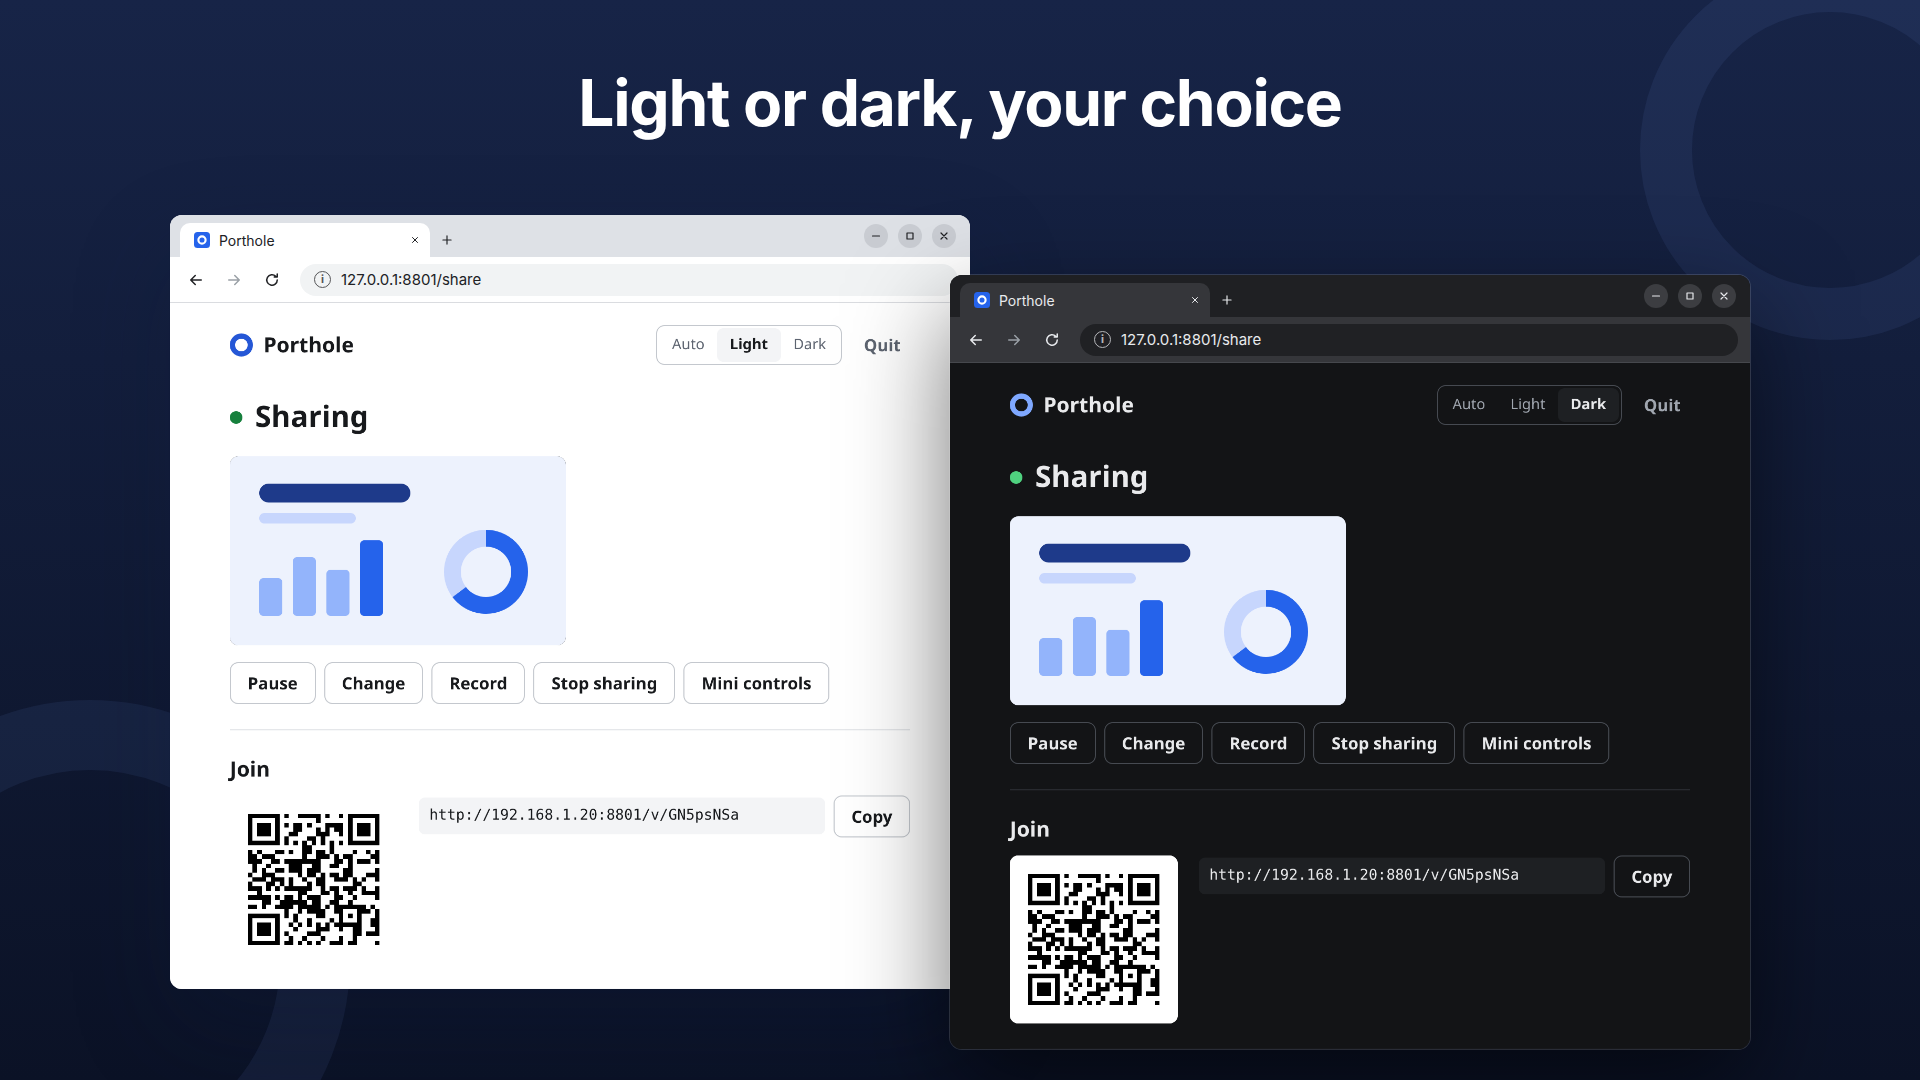 Light or dark, your choice
Porthole
127.0.0.1:8801/share
Porthole
Auto Light Dark Quit
Sharing
Pause Change Record Stop sharing Mini controls
Join
http://192.168.1.20:8801/v/GN5psNSa Copy
Porthole
127.0.0.1:8801/share
Porthole
Auto Light Dark Quit
Sharing
Pause Change Record Stop sharing Mini controls
Join
http://192.168.1.20:8801/v/GN5psNSa Copy